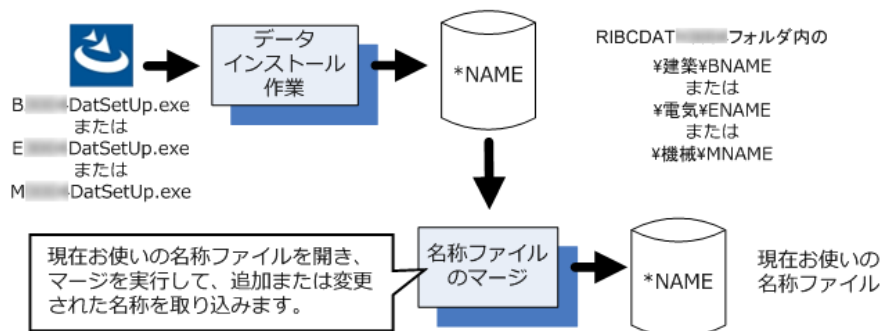 データ
インストール
作業
*NAME
RIBCDAT フォルダ内の
¥建築¥BNAME
または
¥電気¥ENAME
または
¥機械¥MNAME
B DatSetUp.exe
または
E DatSetUp.exe
または
M DatSetUp.exe
現在お使いの名称ファイルを開き、
マージを実行して、追加または変更
された名称を取り込みます。
名称ファイル
のマージ
*NAME
現在お使いの
名称ファイル